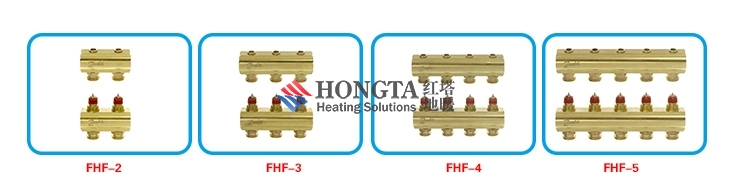 HONGTA 红塔
Heating Solutions 地暖
FHF–2
FHF–3
FHF–4
FHF–5